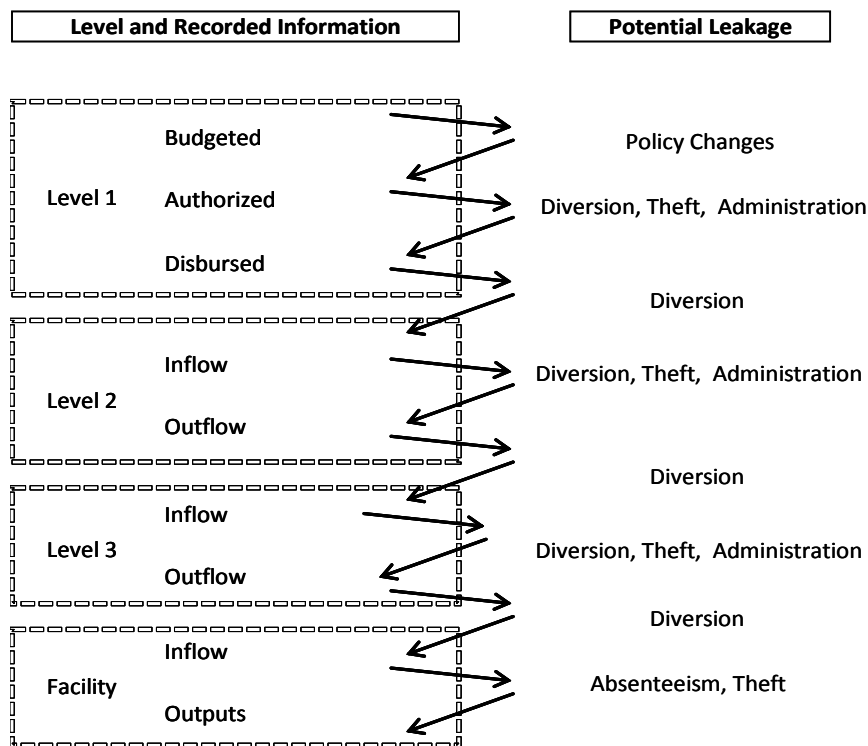 Level and Recorded Information
Potential Leakage
Budgeted
Policy Changes
Level 1
Authorized
Diversion, Theft, Administration
Disbursed
Diversion
Inflow
Level 2
Diversion, Theft, Administration
Outflow
Diversion
Inflow
Level 3
Diversion, Theft, Administration
Outflow
Diversion
Inflow
Facility
Absenteeism, Theft
Outputs